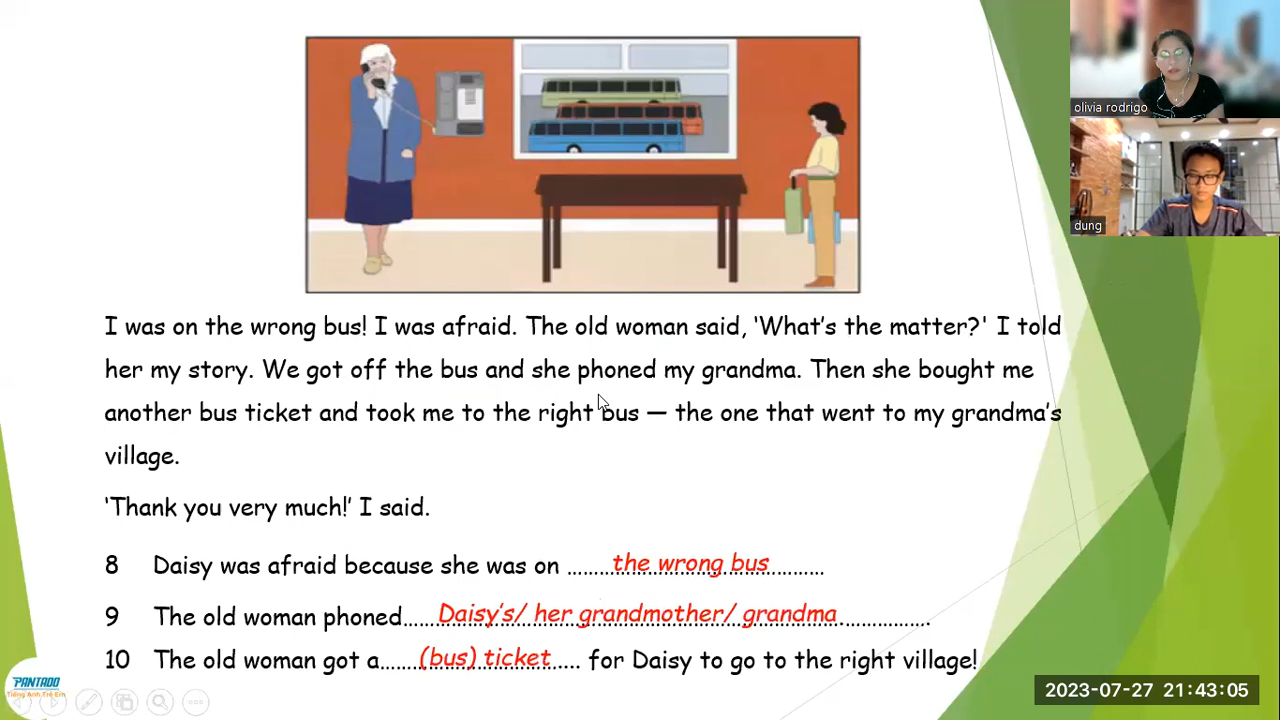 olivia rodrigo
dung
I was on the wrong bus! I was afraid. The old woman said, ‘What’s the matter?' I told
her my story. We got off the bus and she phoned my grandma. Then she bought me
another bus ticket and took me to the right bus — the one that went to my grandma’s
village.
‘Thank you very much!’ I said.
8 Daisy was afraid because she was on ......the wrong bus..........
9 The old woman phoned......Daisy’s/ her grandmother/ grandma................
10 The old woman got a......(bus) ticket..... for Daisy to go to the right village!
PANTADO
Tiếng Anh Trẻ Em
2023-07-27 21:43:05